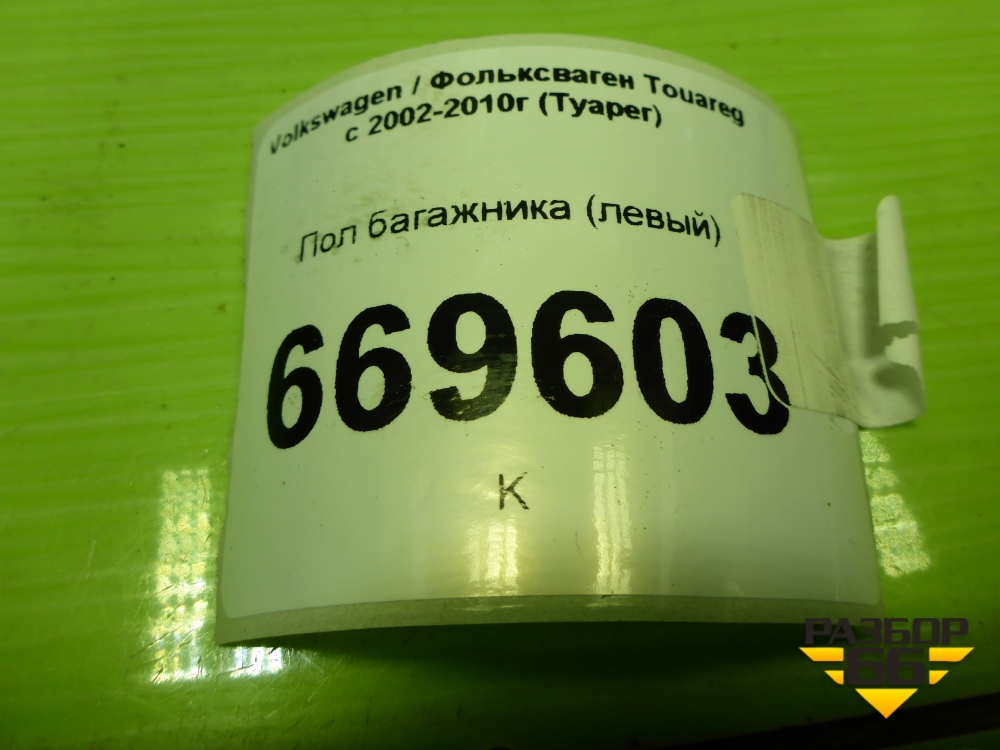 Volkswagen / Фольксваген Touareg
с 2002-2010г (Туарег)
Пол багажника (левый)
669603
К
РАЗБОР
66